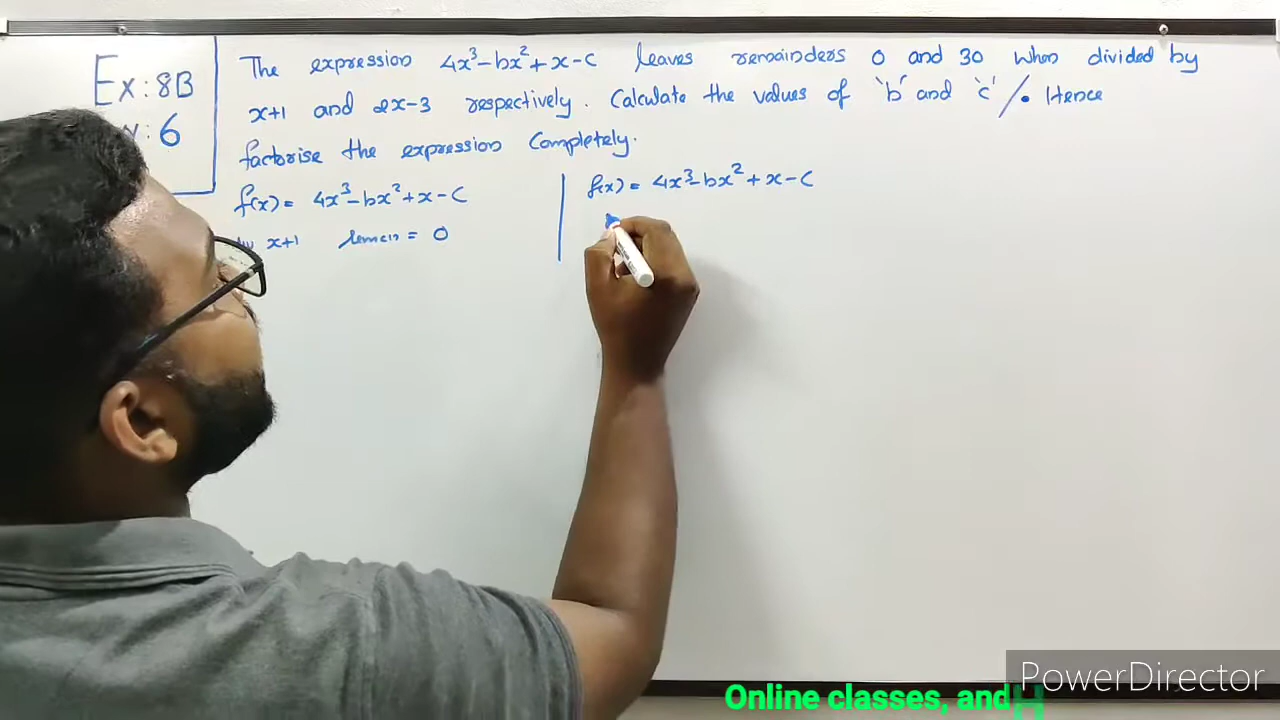 Ex: 8B
: 6
The expression 4x³-bx²+x-c leaves remainders 0 and 30 when divided by
x+1 and 2x-3 respectively. Calculate the values of 'b' and 'c'/. Hence
factorise the expression Completely.
f(x) = 4x³-bx²+x-c
x+1 = 0
f(x) = 4x³-bx²+x-c
PowerDirector
Online classes, and H